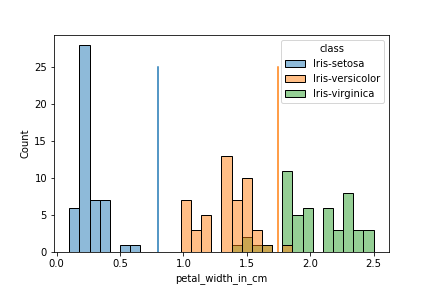 class
Iris-setosa
Iris-versicolor
Iris-virginica
25
20
15
10
5
0
Count
0.0 0.5 1.0 1.5 2.0 2.5
petal_width_in_cm